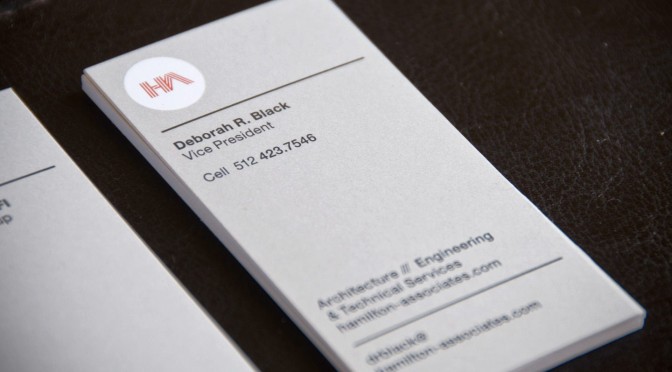 HA
Deborah R. Black
Vice President
Cell 512 423.7546
Architecture // Engineering
& Technical Services
hamilton-associates.com
drblack@
hamilton-associates.com